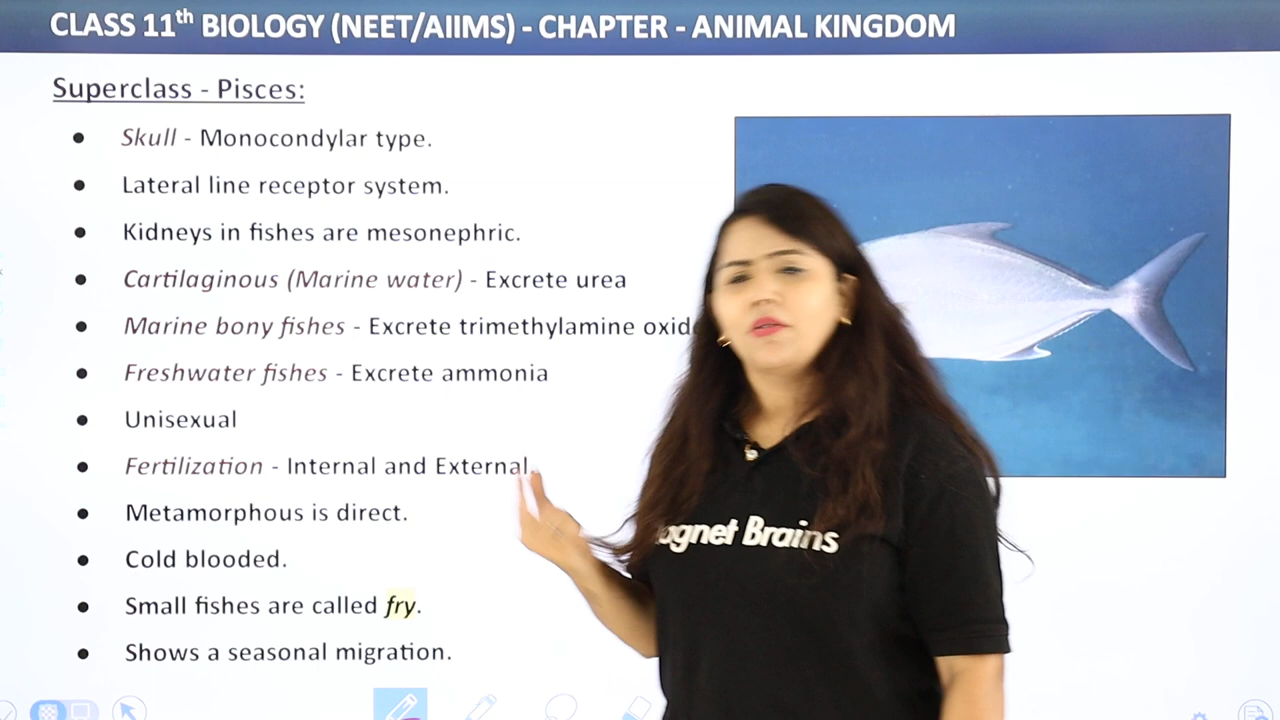 CLASS 11th BIOLOGY (NEET/AIIMS) - CHAPTER - ANIMAL KINGDOM
Superclass - Pisces:
• Skull - Monocondylar type.
• Lateral line receptor system.
• Kidneys in fishes are mesonephric.
• Cartilaginous (Marine water) - Excrete urea
• Marine bony fishes - Excrete trimethylamine oxid
• Freshwater fishes - Excrete ammonia
• Unisexual
• Fertilization - Internal and External.
• Metamorphous is direct.
• Cold blooded.
• Small fishes are called fry.
• Shows a seasonal migration.
agnet Brains